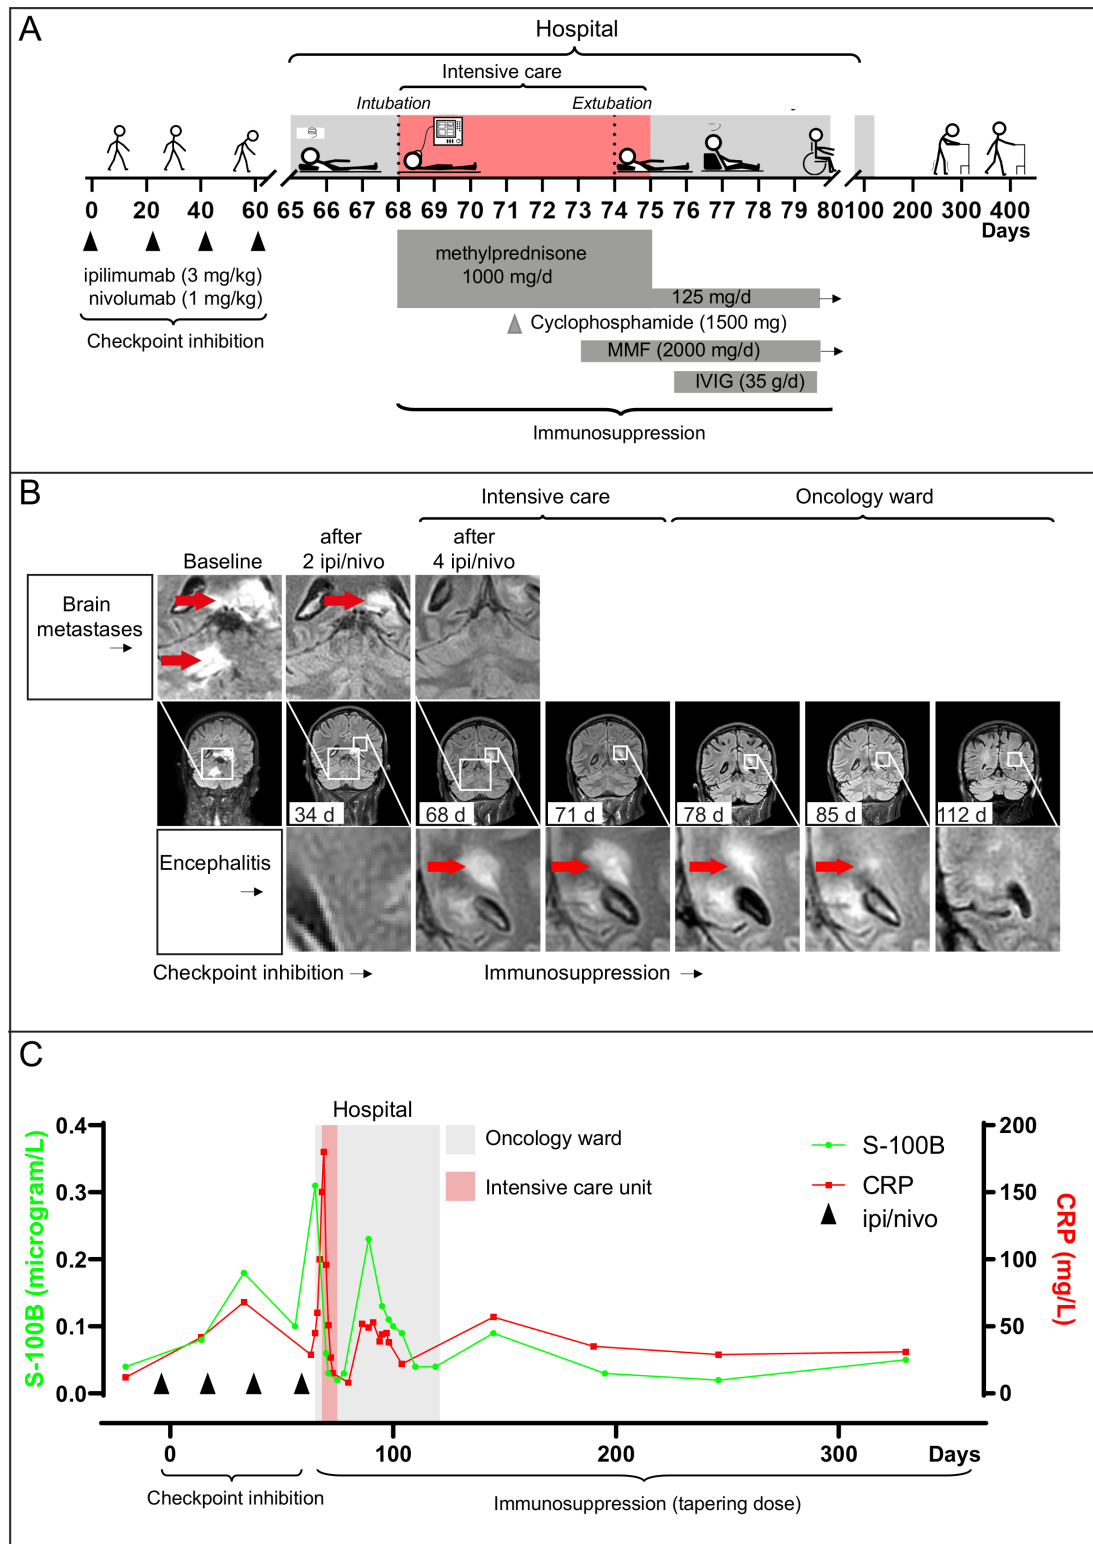 A
Hospital
Intensive care
Intubation
Extubation
0 20 40 60 65 66 67 68 69 70 71 72 73 74 75 76 77 78 79 80 100 200 300 400
Days
ipilimumab (3 mg/kg)
nivolumab (1 mg/kg)
Checkpoint inhibition
methylprednisone
1000 mg/d
125 mg/d
Cyclophosphamide (1500 mg)
MMF (2000 mg/d)
IVIG (35 g/d)
Immunosuppression
B
Intensive care
Oncology ward
Baseline
after
2 ipi/nivo
after
4 ipi/nivo
Brain
metastases
34 d
68 d
71 d
78 d
85 d
112 d
Encephalitis
Checkpoint inhibition
Immunosuppression
C
Hospital
Oncology ward
Intensive care unit
S-100B
CRP
ipi/nivo
S-100B (microgram/L)
0.4
0.3
0.2
0.1
0.0
200
150
100
50
0
CRP (mg/L)
0 100 200 300 Days
Checkpoint inhibition
Immunosuppression (tapering dose)